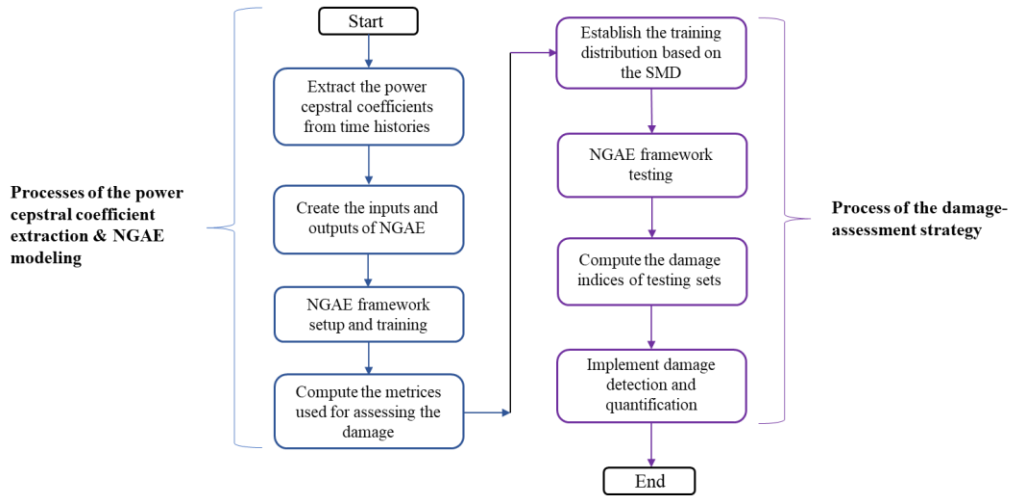 Start
Extract the power
cepstral coefficients
from time histories
Create the inputs and
outputs of NGAE
NGAE framework
setup and training
Compute the metrices
used for assessing the
damage
Processes of the power
cepstral coefficient
extraction & NGAE
modeling
Establish the training
distribution based on
the SMD
NGAE framework
testing
Compute the damage
indices of testing sets
Implement damage
detection and
quantification
End
Process of the damage-
assessment strategy